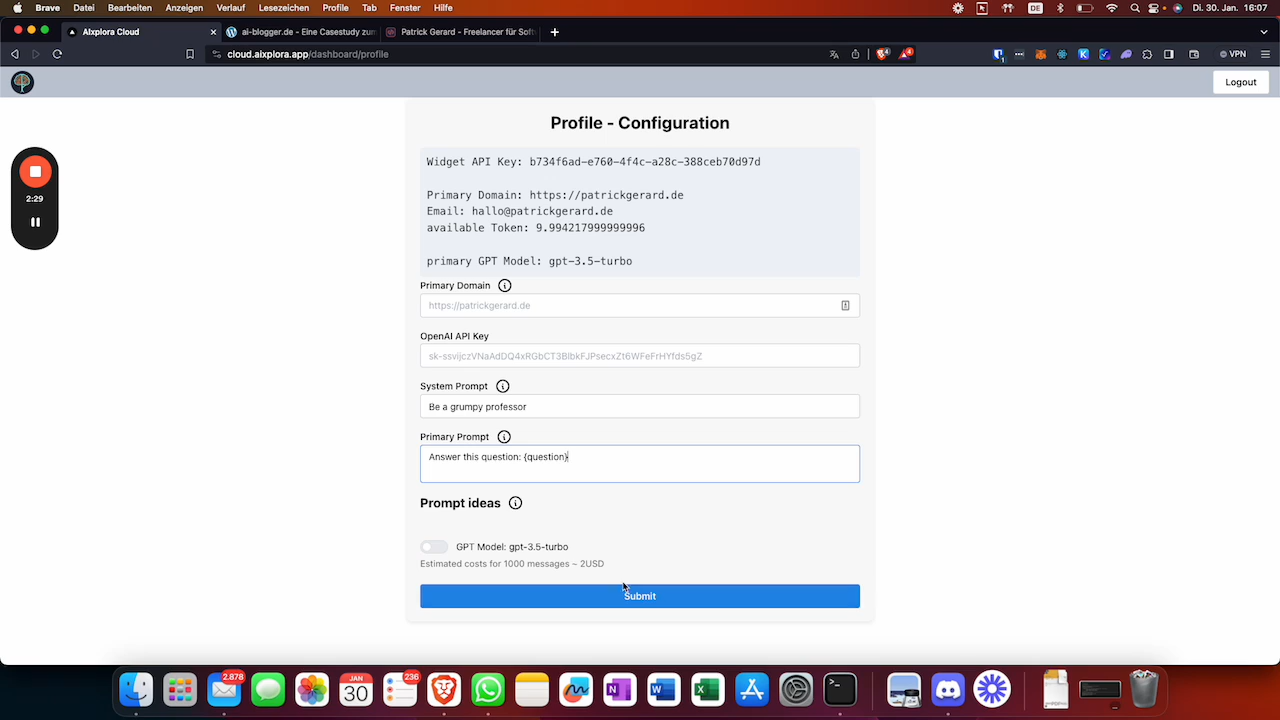 Brave Datei Bearbeiten Anzeigen Verlauf Lesezeichen Profile Tab Fenster Hilfe DE Di. 30. Jan. 16:07
Aixplora Cloud ai-blogger.de - Eine Casestudy zum Patrick Gerard - Freelancer für Soft
cloud.aixplora.app/dashboard/profile VPN
Logout
Profile - Configuration
Widget API Key: b734f6ad-e760-4f4c-a28c-388ceb70d97d
Primary Domain: https://patrickgerard.de
Email: hallo@patrickgerard.de
available Token: 9.994217999999996
primary GPT Model: gpt-3.5-turbo
2:29
Primary Domain
https://patrickgerard.de
OpenAI API Key
sk-ssvijczVNaAdDQ4xRGbCT3BlbkFJPsecxZt6WFeFrHYfds5gZ
System Prompt
Be a grumpy professor
Primary Prompt
Answer this question: {question}
Prompt ideas
GPT Model: gpt-3.5-turbo
Estimated costs for 1000 messages ~ 2USD
Submit
2.878
JAN
30
236